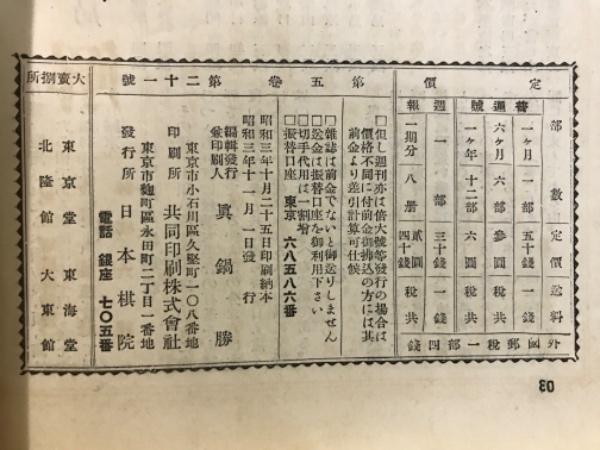 定價
部數 定價 送料
普通號
一ヶ月 一部 五十錢 一錢
六ヶ月 六部 參圓 税共
一ヶ年 十二部 六圓 税共
週報
一部 三十錢 一錢
一期分 八册 貳圓四十錢 税共
外國郵税一部四錢
第五卷 第十二號
□但し週刊亦は倍大號等發行の場合は
價格不同に付前金御拂込の方には其
前金より差引計算可仕候
□雜誌は前金でないと御送りしません
□送金は振替口座を御利用下さい
□切手代用は一割增
□振替口座 東京 六八五八六番
昭和三年十月二十五日印刷納本
昭和三年十一月一日發行
編輯發行兼印刷人 眞鍋勝
東京市小石川區久堅町一〇八番地
印刷所 共同印刷株式會社
東京市麴町區永田町二丁目一番地
發行所 日本棋院
電話 銀座 七〇五番
大賣捌所
東京堂 東海堂
北隆館 大東館
80